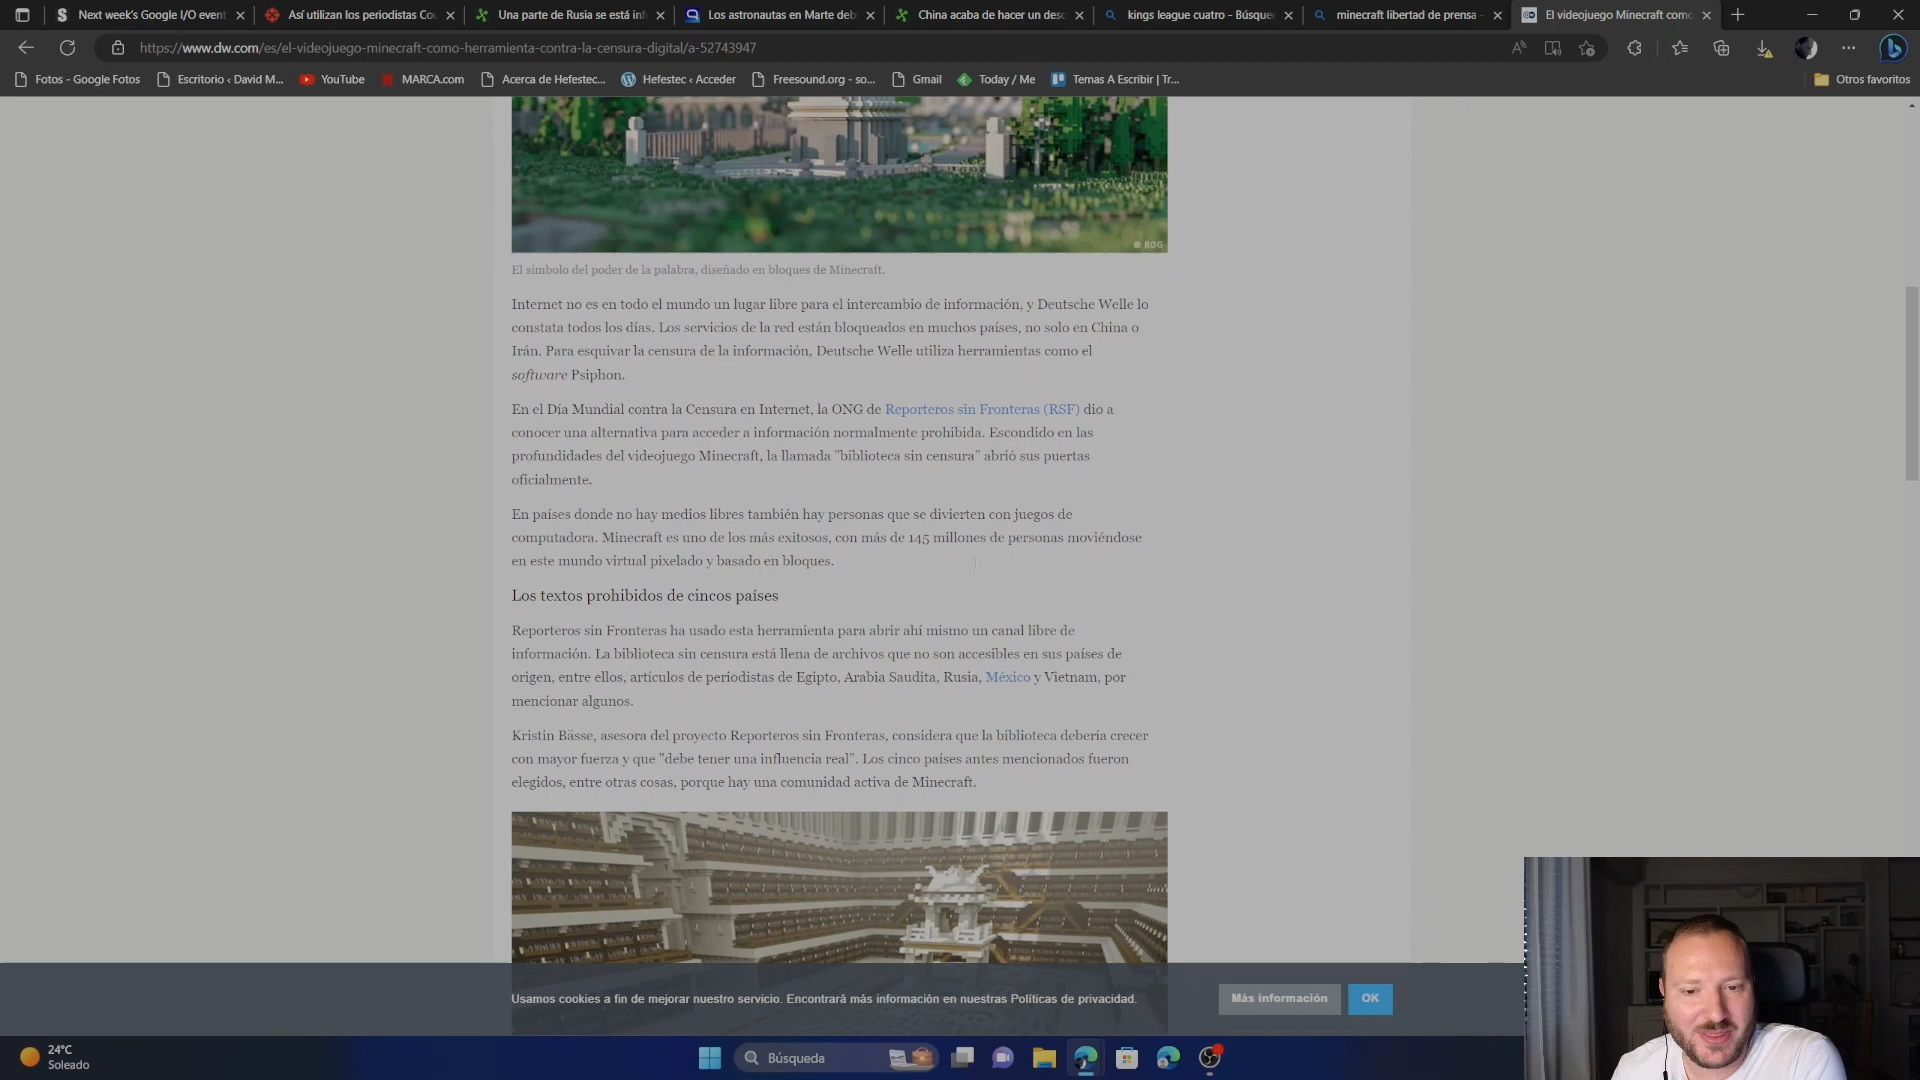 Next week's Google I/O event
Así utilizan los periodistas Cou
Una parte de Rusia se está inf
Los astronautas en Marte deb
China acaba de hacer un desc
kings league cuatro - Búsque
minecraft libertad de prensa -
El videojuego Minecraft como
https://www.dw.com/es/el-videojuego-minecraft-como-herramienta-contra-la-censura-digital/a-52743947
Fotos - Google Fotos
Escritorio ‹ David M...
YouTube
MARCA.com
Acerca de Hefestec...
Hefestec ‹ Acceder
Freesound.org - so...
Gmail
Today / Me
Temas A Escribir | Tr...
Otros favoritos
© ROG
El símbolo del poder de la palabra, diseñado en bloques de Minecraft.
Internet no es en todo el mundo un lugar libre para el intercambio de información, y Deutsche Welle lo
constata todos los días. Los servicios de la red están bloqueados en muchos países, no solo en China o
Irán. Para esquivar la censura de la información, Deutsche Welle utiliza herramientas como el
software Psiphon.
En el Día Mundial contra la Censura en Internet, la ONG de Reporteros sin Fronteras (RSF) dio a
conocer una alternativa para acceder a información normalmente prohibida. Escondido en las
profundidades del videojuego Minecraft, la llamada "biblioteca sin censura" abrió sus puertas
oficialmente.
En países donde no hay medios libres también hay personas que se divierten con juegos de
computadora. Minecraft es uno de los más exitosos, con más de 145 millones de personas moviéndose
en este mundo virtual pixelado y basado en bloques.
Los textos prohibidos de cincos países
Reporteros sin Fronteras ha usado esta herramienta para abrir ahí mismo un canal libre de
información. La biblioteca sin censura está llena de archivos que no son accesibles en sus países de
origen, entre ellos, artículos de periodistas de Egipto, Arabia Saudita, Rusia, México y Vietnam, por
mencionar algunos.
Kristin Bässe, asesora del proyecto Reporteros sin Fronteras, considera que la biblioteca debería crecer
con mayor fuerza y que "debe tener una influencia real". Los cinco países antes mencionados fueron
elegidos, entre otras cosas, porque hay una comunidad activa de Minecraft.
Usamos cookies a fin de mejorar nuestro servicio. Encontrará más información en nuestras Políticas de privacidad.
Más información
OK
24°C
Soleado
Búsqueda